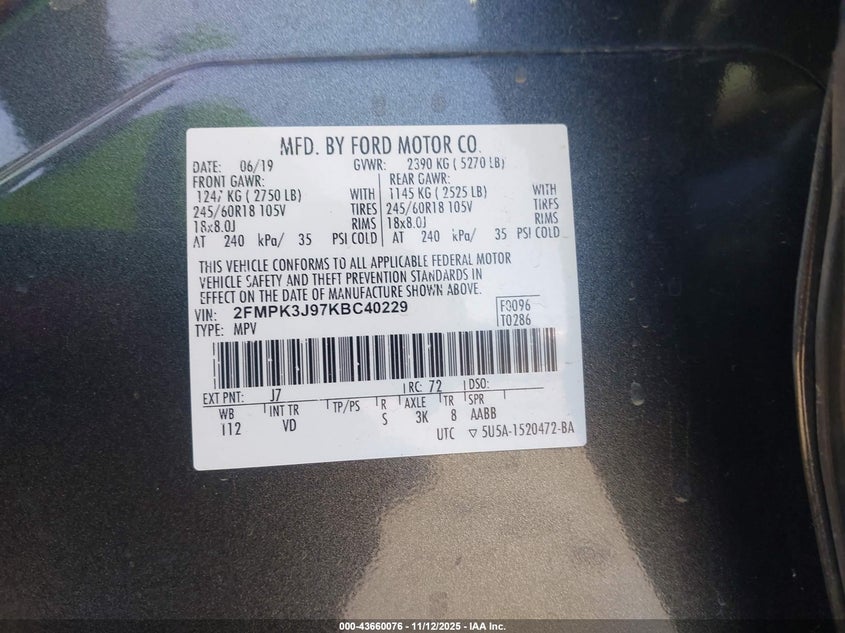 MFD. BY FORD MOTOR CO.
DATE: 06/19 GVWR: 2390 KG ( 5270 LB)
FRONT GAWR: REAR GAWR:
1247 KG ( 2750 LB) WITH 1145 KG ( 2525 LB) WITH
245/60R18 105V TIRES 245/60R18 105V TIRES
18x8.0J RIMS 18x8.0J RIMS
AT 240 kPa/ 35 PSI COLD AT 240 kPa/ 35 PSI COLD
THIS VEHICLE CONFORMS TO ALL APPLICABLE FEDERAL MOTOR
VEHICLE SAFETY AND THEFT PREVENTION STANDARDS IN
EFFECT ON THE DATE OF MANUFACTURE SHOWN ABOVE.
VIN: 2FMPK3J97KBC40229 F0096
TYPE: MPV T0286
EXT PNT: J7 RC: 72 DSO:
WB INT TR TP/PS R AXLE TR SPR
112 VD S 3K 8 AABB
UTC ▽ 5U5A-1520472-BA
000-43660076 - 11/12/2025 - IAA Inc.